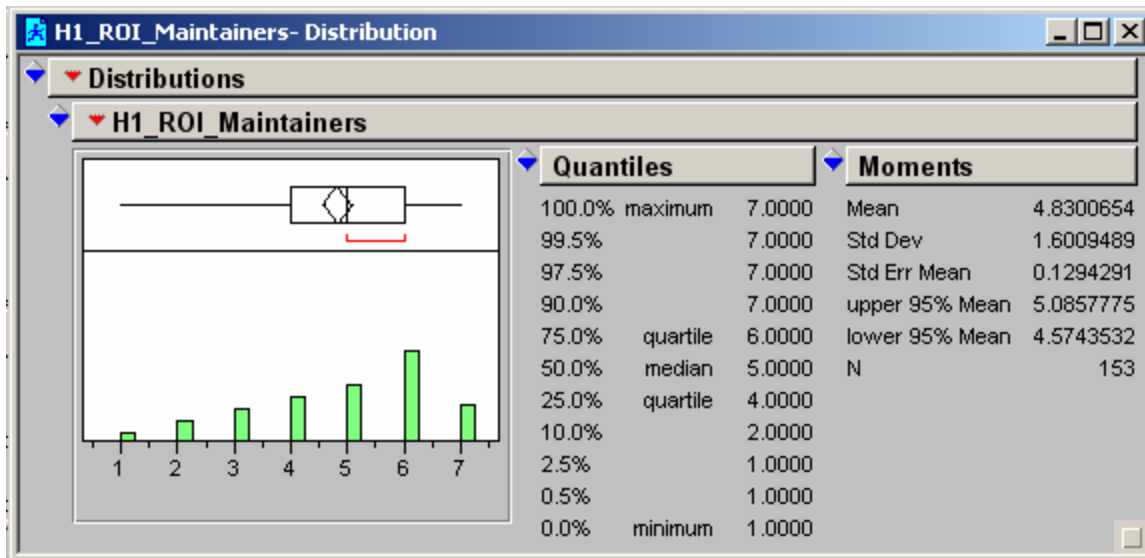 H1_ROI_Maintainers- Distribution
Distributions
H1_ROI_Maintainers
1 2 3 4 5 6 7
Quantiles
100.0% maximum 7.0000
99.5% 7.0000
97.5% 7.0000
90.0% 7.0000
75.0% quartile 6.0000
50.0% median 5.0000
25.0% quartile 4.0000
10.0% 2.0000
2.5% 1.0000
0.5% 1.0000
0.0% minimum 1.0000
Moments
Mean 4.8300654
Std Dev 1.6009489
Std Err Mean 0.1294291
upper 95% Mean 5.0857775
lower 95% Mean 4.5743532
N 153